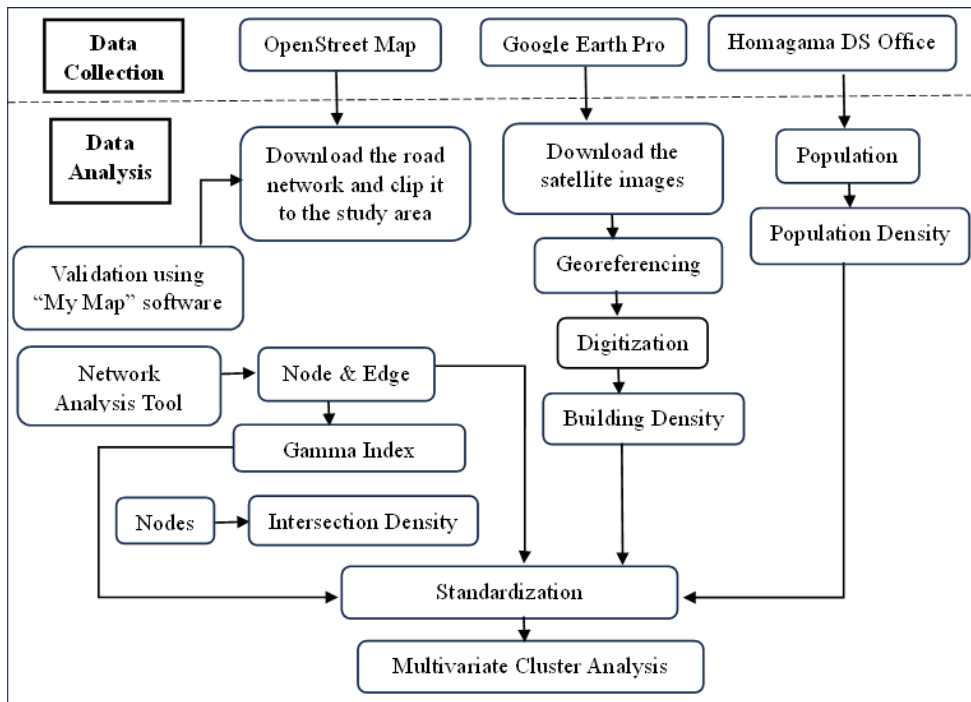 Data
Collection
OpenStreet Map
Google Earth Pro
Homagama DS Office
Data
Analysis
Download the road
network and clip it
to the study area
Download the
satellite images
Population
Population Density
Validation using
“My Map” software
Georeferencing
Digitization
Network
Analysis Tool
Node & Edge
Building Density
Gamma Index
Nodes
Intersection Density
Standardization
Multivariate Cluster Analysis